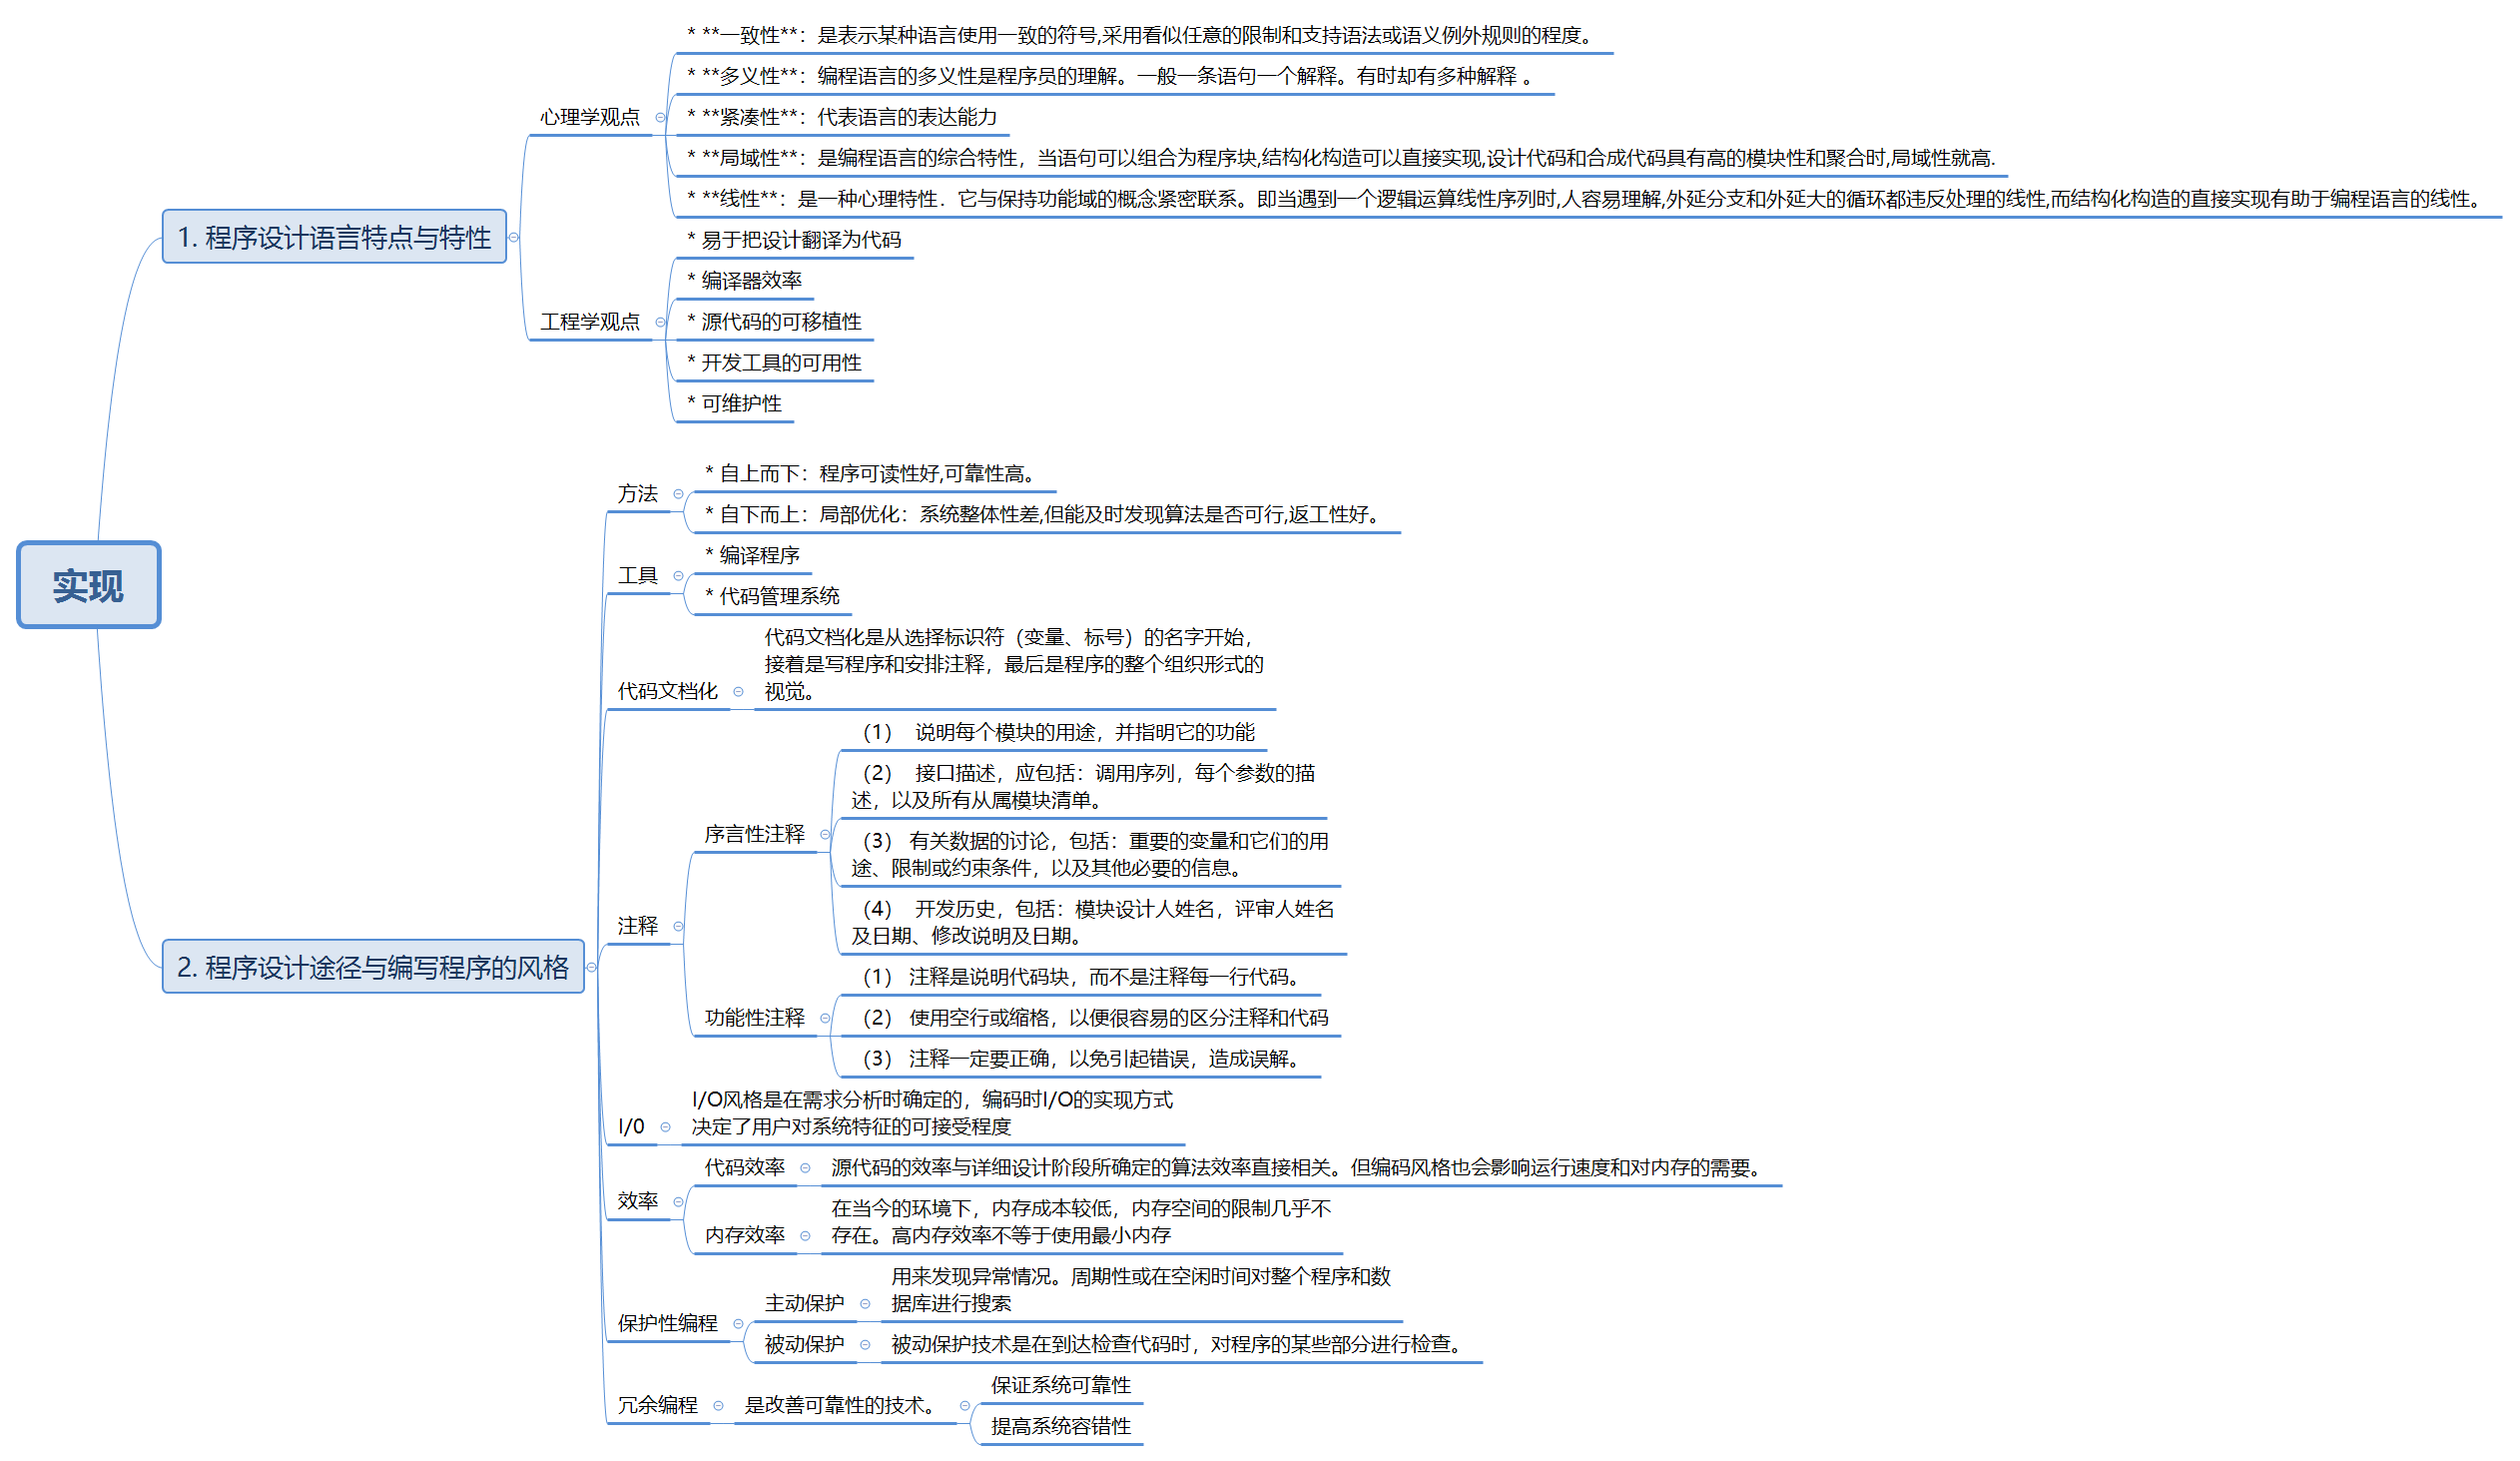 实现
1. 程序设计语言特点与特性
心理学观点
* **一致性**：是表示某种语言使用一致的符号,采用看似任意的限制和支持语法或语义例外规则的程度。
* **多义性**：编程语言的多义性是程序员的理解。一般一条语句一个解释。有时却有多种解释 。
* **紧凑性**：代表语言的表达能力
* **局域性**：是编程语言的综合特性，当语句可以组合为程序块,结构化构造可以直接实现,设计代码和合成代码具有高的模块性和聚合时,局域性就高.
* **线性**：是一种心理特性．它与保持功能域的概念紧密联系。即当遇到一个逻辑运算线性序列时,人容易理解,外延分支和外延大的循环都违反处理的线性,而结构化构造的直接实现有助于编程语言的线性。
工程学观点
* 易于把设计翻译为代码
* 编译器效率
* 源代码的可移植性
* 开发工具的可用性
* 可维护性
2. 程序设计途径与编写程序的风格
方法
* 自上而下：程序可读性好,可靠性高。
* 自下而上：局部优化：系统整体性差,但能及时发现算法是否可行,返工性好。
工具
* 编译程序
* 代码管理系统
代码文档化
代码文档化是从选择标识符（变量、标号）的名字开始，
接着是写程序和安排注释，最后是程序的整个组织形式的
视觉。
注释
序言性注释
（1） 说明每个模块的用途，并指明它的功能
（2） 接口描述，应包括：调用序列，每个参数的描
述，以及所有从属模块清单。
（3） 有关数据的讨论，包括：重要的变量和它们的用
途、限制或约束条件，以及其他必要的信息。
（4） 开发历史，包括：模块设计人姓名，评审人姓名
及日期、修改说明及日期。
功能性注释
（1） 注释是说明代码块，而不是注释每一行代码。
（2） 使用空行或缩格，以便很容易的区分注释和代码
（3） 注释一定要正确，以免引起错误，造成误解。
I/0
I/O风格是在需求分析时确定的，编码时I/O的实现方式
决定了用户对系统特征的可接受程度
效率
代码效率
源代码的效率与详细设计阶段所确定的算法效率直接相关。但编码风格也会影响运行速度和对内存的需要。
内存效率
在当今的环境下，内存成本较低，内存空间的限制几乎不
存在。高内存效率不等于使用最小内存
保护性编程
主动保护
用来发现异常情况。周期性或在空闲时间对整个程序和数
据库进行搜索
被动保护
被动保护技术是在到达检查代码时，对程序的某些部分进行检查。
冗余编程
是改善可靠性的技术。
保证系统可靠性
提高系统容错性